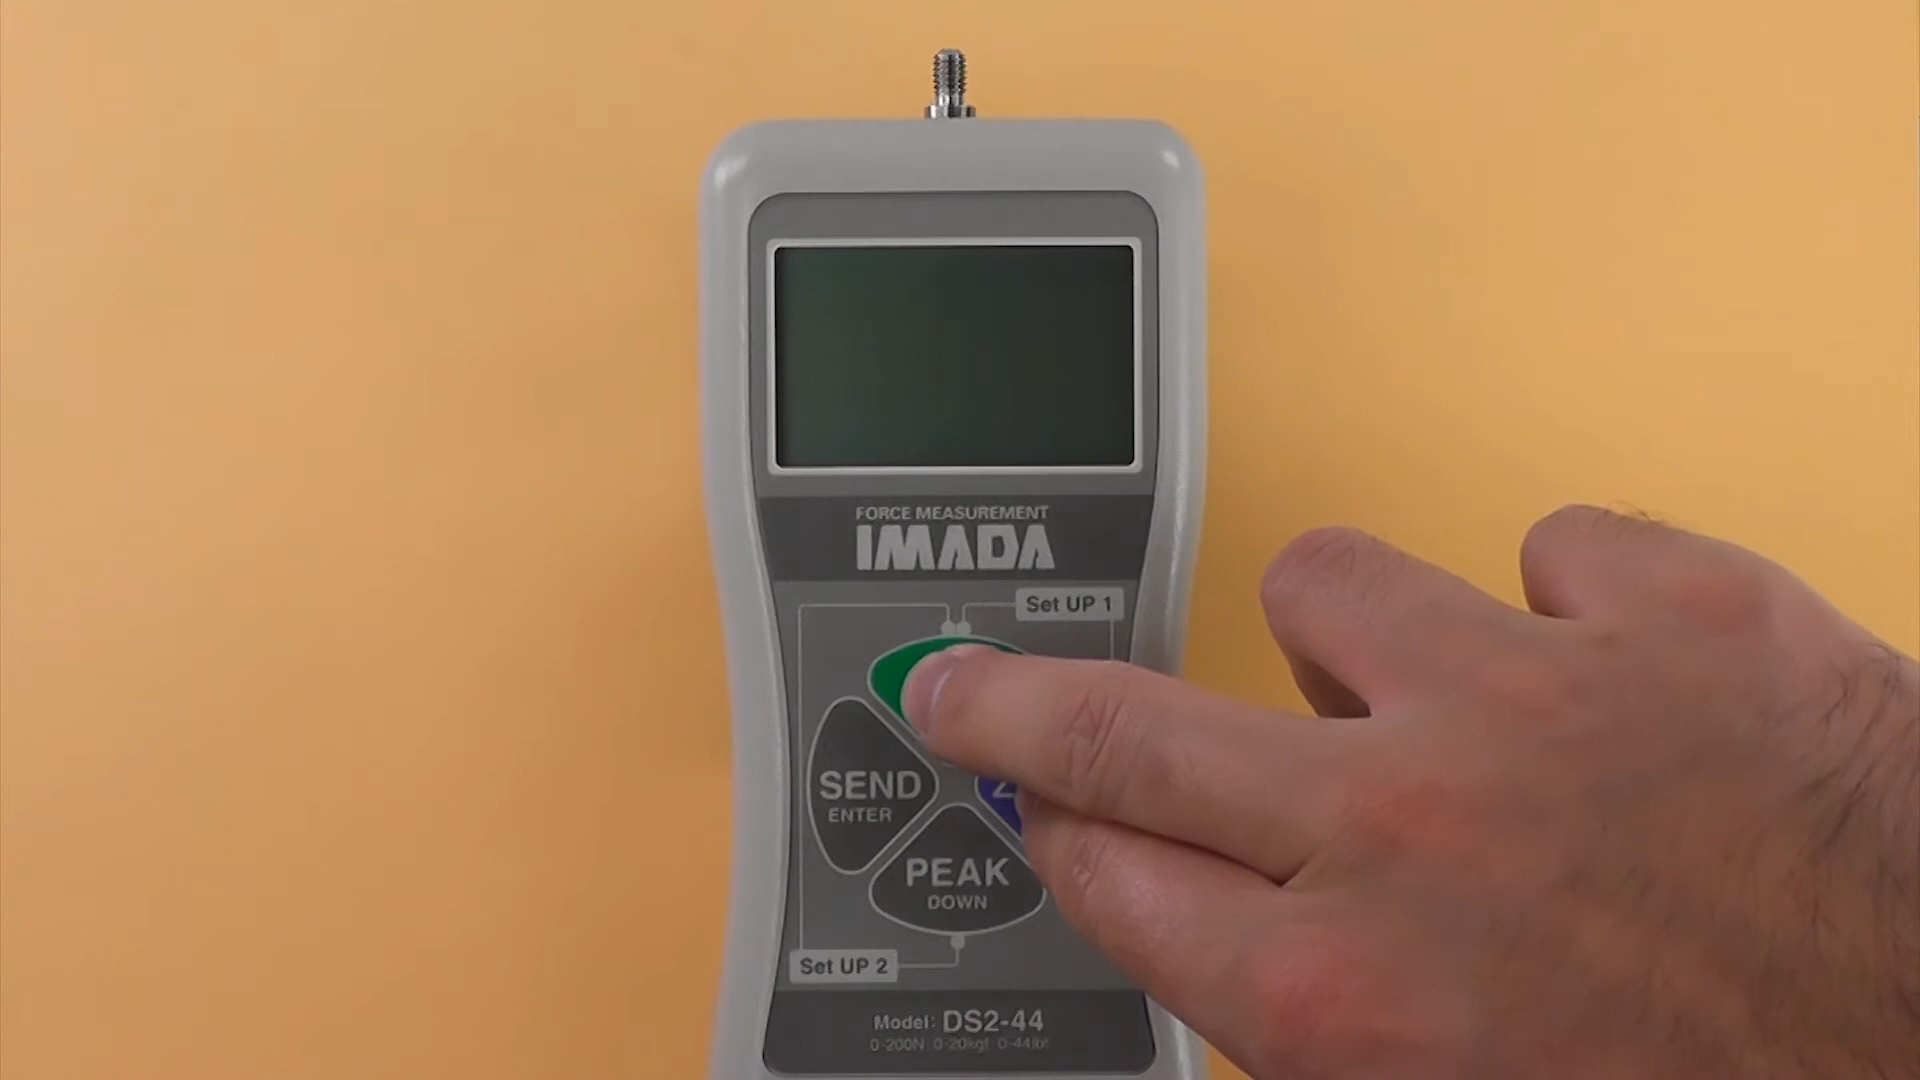 FORCE MEASUREMENT
IMADA
Set UP 1
SEND
ENTER
PEAK
DOWN
Set UP 2
Model: DS2-44
0-200N 0-20kgf 0-44lbf